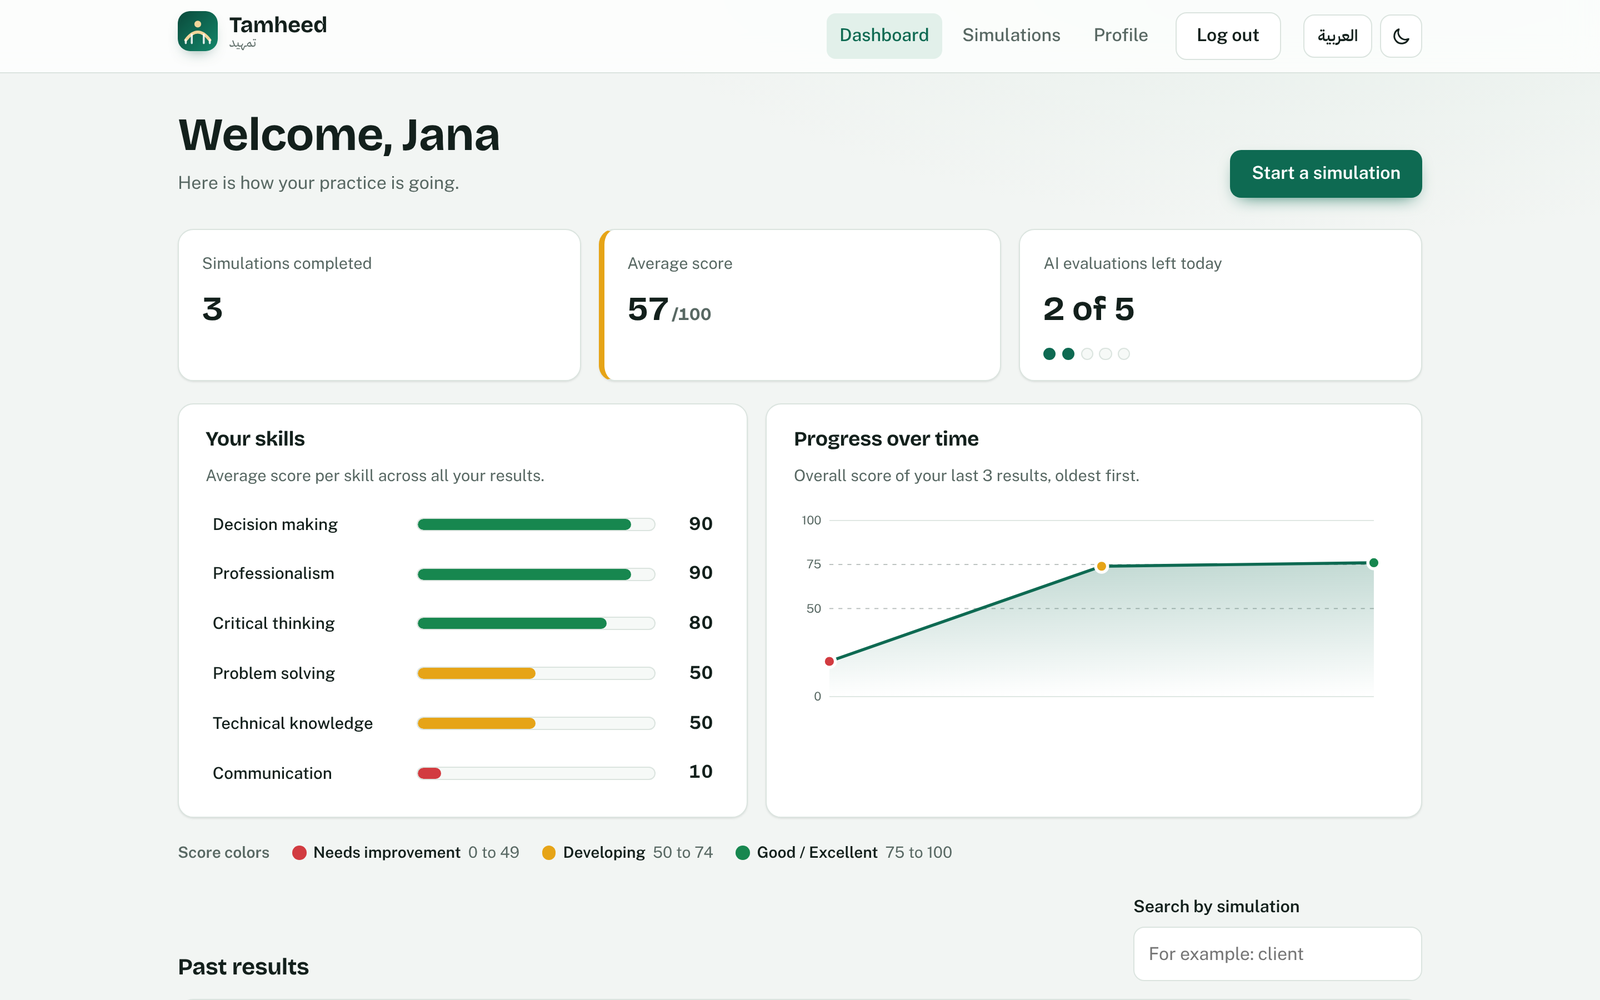 Tamheed
تمهيد
Dashboard
Simulations
Profile
Log out
العربية
Welcome, Jana
Here is how your practice is going.
Start a simulation
Simulations completed
3
Average score
57/100
AI evaluations left today
2 of 5
Your skills
Average score per skill across all your results.
Decision making 90
Professionalism 90
Critical thinking 80
Problem solving 50
Technical knowledge 50
Communication 10
Progress over time
Overall score of your last 3 results, oldest first.
100
75
50
0
Score colors Needs improvement 0 to 49 Developing 50 to 74 Good / Excellent 75 to 100
Search by simulation
For example: client
Past results